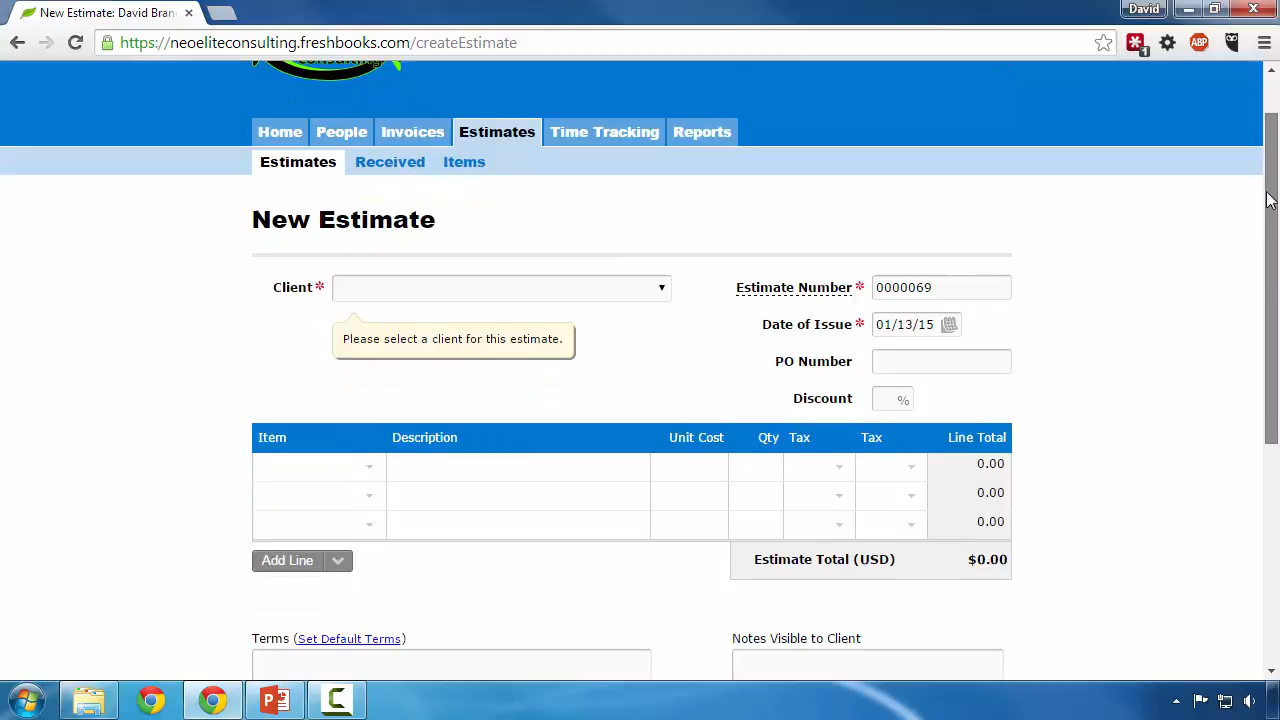 New Estimate: David Bran
David
https://neoeliteconsulting.freshbooks.com/createEstimate
1
ABP
consulting
Home People Invoices Estimates Time Tracking Reports
Estimates Received Items
New Estimate
Client *
Estimate Number * 0000069
Please select a client for this estimate.
Date of Issue * 01/13/15
PO Number
Discount %
Item Description Unit Cost Qty Tax Tax Line Total
0.00
0.00
0.00
Add Line
Estimate Total (USD) $0.00
Terms (Set Default Terms)
Notes Visible to Client